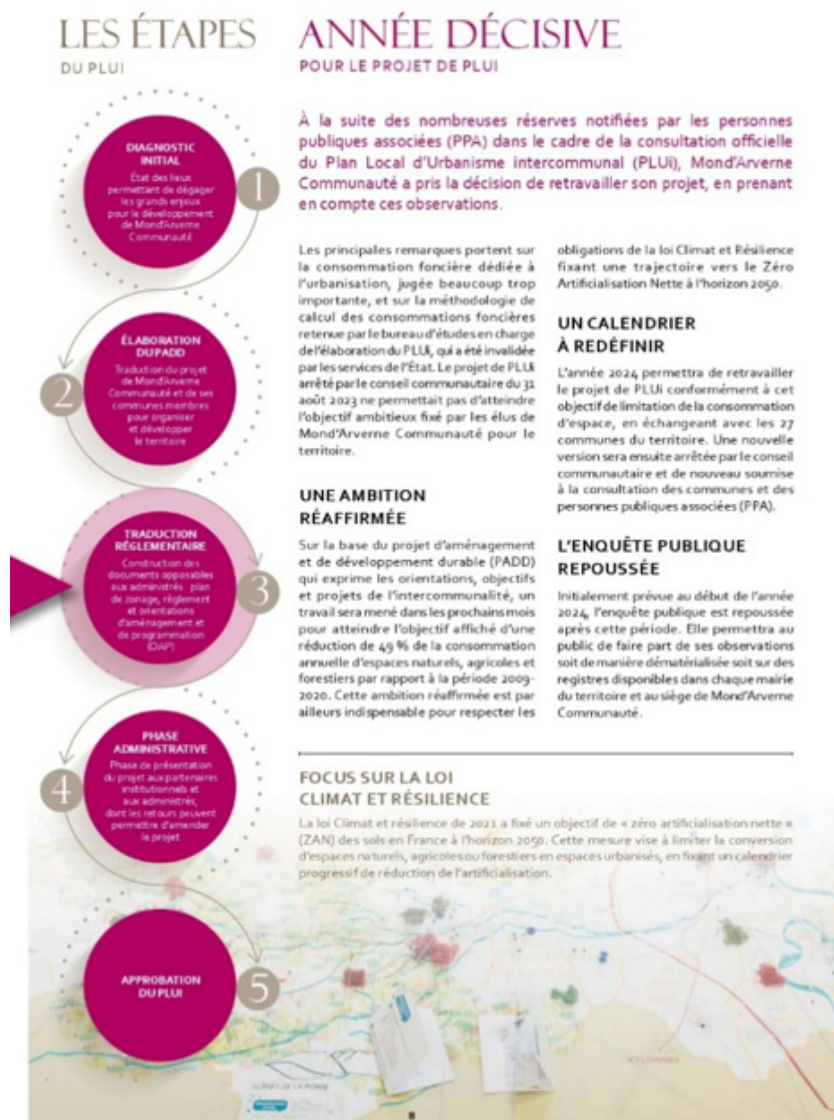 LES ÉTAPES
DU PLUI
DIAGNOSTIC
INITIAL
État des lieux
permettant de dégager
les grands enjeux
pour le développement
de Mond'Arverne
Communauté
1
ÉLABORATION
DU PADD
Traduction du projet
de Mond'Arverne
Communauté et de ses
communes membres
pour organiser
et développer
le territoire
2
TRADUCTION
RÉGLEMENTAIRE
Construction des
documents opposables
aux administrés : plan
de zonage, règlement
et orientations
d'aménagement et
de programmation
(OAP)
3
PHASE
ADMINISTRATIVE
Phase de présentation
du projet aux partenaires
institutionnels et
aux administrés,
dont les retours peuvent
permettre d'amender
le projet
4
APPROBATION
DU PLUI
5
ANNÉE DÉCISIVE
POUR LE PROJET DE PLUI
À la suite des nombreuses réserves notifiées par les personnes
publiques associées (PPA) dans le cadre de la consultation officielle
du Plan Local d'Urbanisme intercommunal (PLUi), Mond'Arverne
Communauté a pris la décision de retravailler son projet, en prenant
en compte ces observations.
Les principales remarques portent sur
la consommation foncière dédiée à
l'urbanisation, jugée beaucoup trop
importante, et sur la méthodologie de
calcul des consommations foncières
retenue par le bureau d'études en charge
de l'élaboration du PLUi, qui a été invalidée
par les services de l'État. Le projet de PLUi
arrêté par le conseil communautaire du 31
août 2023 ne permettait pas d'atteindre
l'objectif ambitieux fixé par les élus de
Mond'Arverne Communauté pour le
territoire.
UNE AMBITION
RÉAFFIRMÉE
Sur la base du projet d'aménagement
et de développement durable (PADD)
qui exprime les orientations, objectifs
et projets de l'intercommunalité, un
travail sera mené dans les prochains mois
pour atteindre l'objectif affiché d'une
réduction de 49 % de la consommation
annuelle d'espaces naturels, agricoles et
forestiers par rapport à la période 2009-
2020. Cette ambition réaffirmée est par
ailleurs indispensable pour respecter les
obligations de la loi Climat et Résilience
fixant une trajectoire vers le Zéro
Artificialisation Nette à l'horizon 2050.
UN CALENDRIER
À REDÉFINIR
L'année 2024 permettra de retravailler
le projet de PLUi conformément à cet
objectif de limitation de la consommation
d'espace, en échangeant avec les 27
communes du territoire. Une nouvelle
version sera ensuite arrêtée par le conseil
communautaire et de nouveau soumise
à la consultation des communes et des
personnes publiques associées (PPA).
L'ENQUÊTE PUBLIQUE
REPOUSSÉE
Initialement prévue au début de l'année
2024, l'enquête publique est repoussée
après cette période. Elle permettra au
public de faire part de ses observations
soit de manière dématérialisée soit sur des
registres disponibles dans chaque mairie
du territoire et au siège de Mond'Arverne
Communauté.
FOCUS SUR LA LOI
CLIMAT ET RÉSILIENCE
La loi Climat et résilience de 2021 a fixé un objectif de « zéro artificialisation nette »
(ZAN) des sols en France à l'horizon 2050. Cette mesure vise à limiter la conversion
d'espaces naturels, agricoles ou forestiers en espaces urbanisés, en fixant un calendrier
progressif de réduction de l'artificialisation.
GORGES DE LA MONNE
8